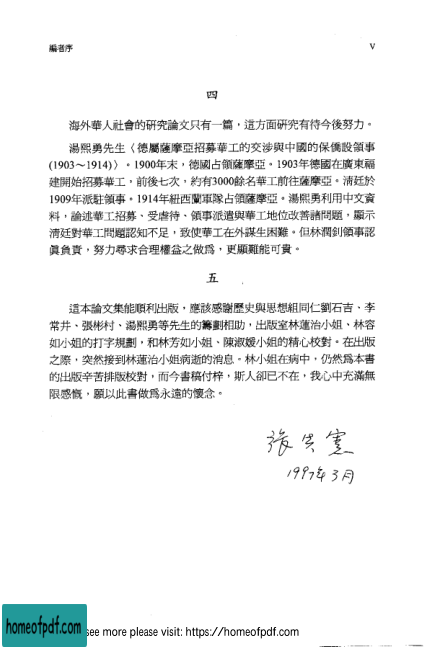 編者序
V
四
海外華人社會的研究論文只有一篇，這方面研究有待今後努力。
湯熙勇先生〈德屬薩摩亞招募華工的交涉與中國的保僑設領事
(1903～1914)〉。1900年末，德國占領薩摩亞。1903年德國在廣東福
建開始招募華工，前後七次，約有3000餘名華工前往薩摩亞。清廷於
1909年派駐領事。1914年紐西蘭軍隊占領薩摩亞。湯熙勇利用中文資
料，論述華工招募、受虐待、領事派遣與華工地位改善諸問題，顯示
清廷對華工問題認知不足，致使華工在外謀生困難。但林潤釗領事認
眞負責，努力尋求合理權益之做爲，更顯難能可貴。
五
這本論文集能順利出版，應該感謝歷史與思想組同仁劉石吉、李
常井、張彬村、湯熙勇等先生的籌劃相助，出版室林蓮治小姐、林容
如小姐的打字規劃，和林芳如小姐、陳淑媛小姐的精心校對。在出版
之際，突然接到林蓮治小姐病逝的消息。林小姐在病中，仍然爲本書
的出版辛苦排版校對，而今書稿付梓，斯人卻已不在，我心中充滿無
限感慨，願以此書做爲永遠的懷念。
張炎憲
1997年3月
homeofpdf.com
see more please visit: https://homeofpdf.com